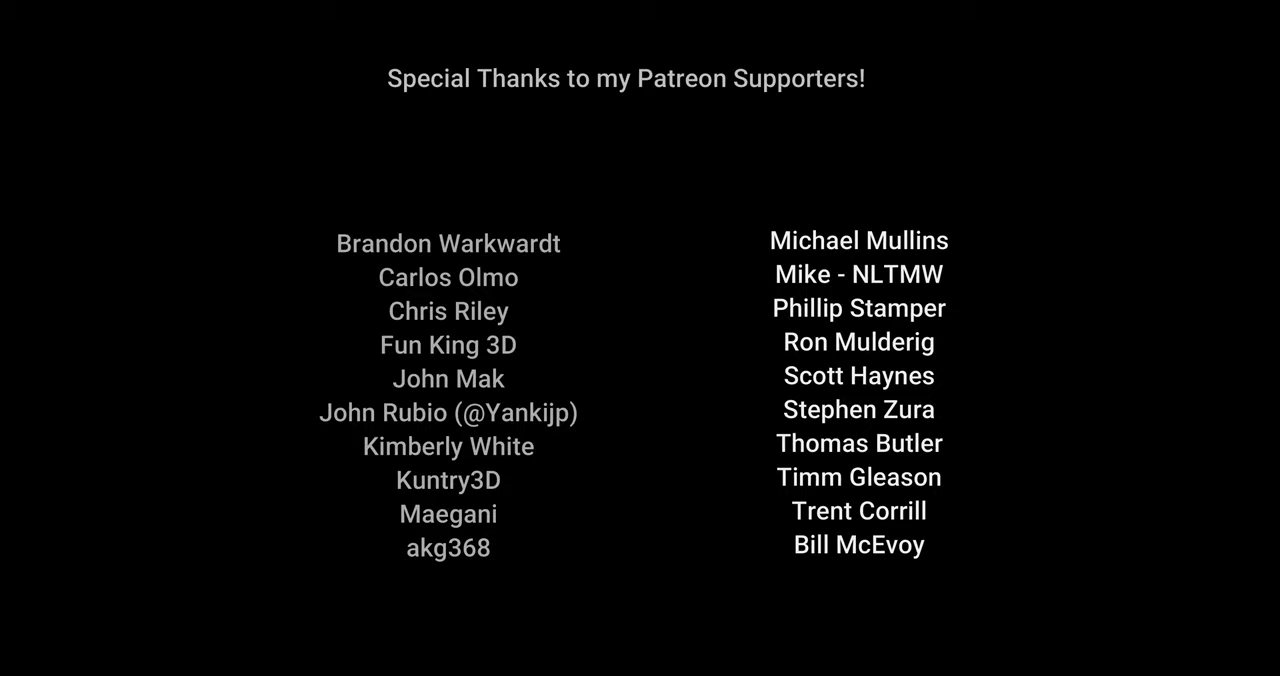 Special Thanks to my Patreon Supporters!
Brandon Warkwardt
Carlos Olmo
Chris Riley
Fun King 3D
John Mak
John Rubio (@Yankijp)
Kimberly White
Kuntry3D
Maegani
akg368
Michael Mullins
Mike - NLTMW
Phillip Stamper
Ron Mulderig
Scott Haynes
Stephen Zura
Thomas Butler
Timm Gleason
Trent Corrill
Bill McEvoy